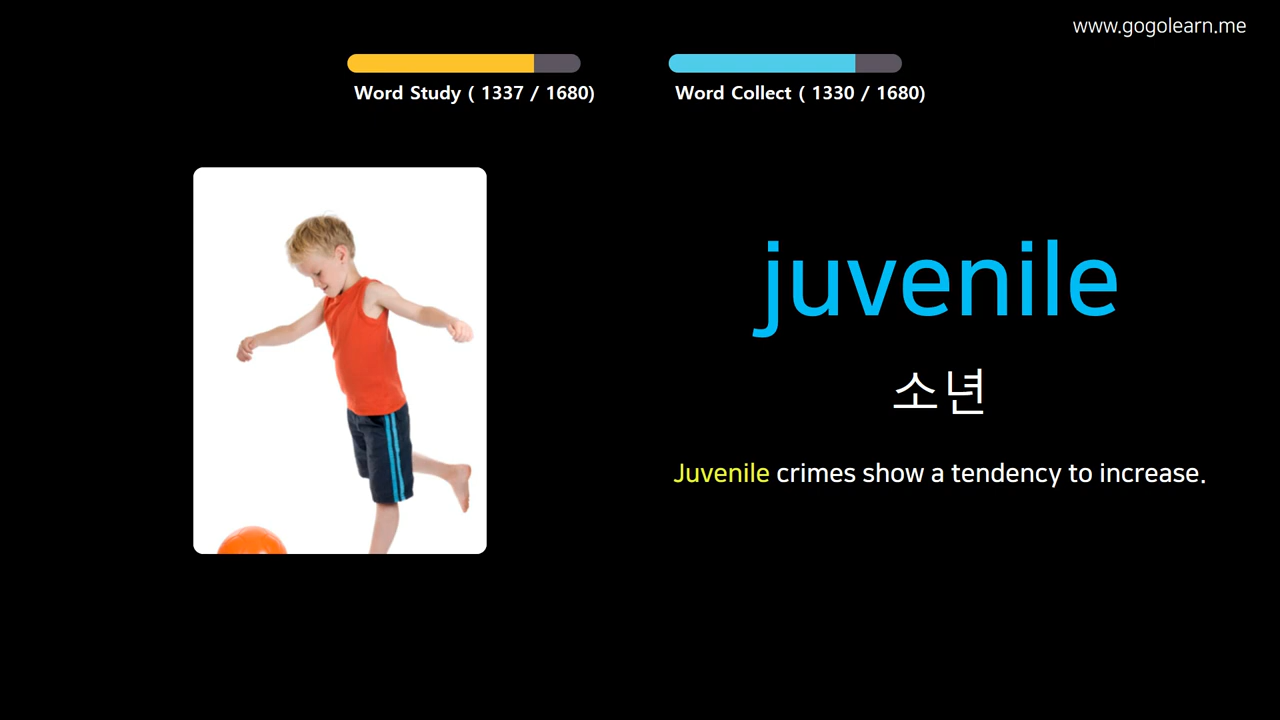 www.gogolearn.me
Word Study ( 1337 / 1680)
Word Collect ( 1330 / 1680)
juvenile
소년
Juvenile crimes show a tendency to increase.